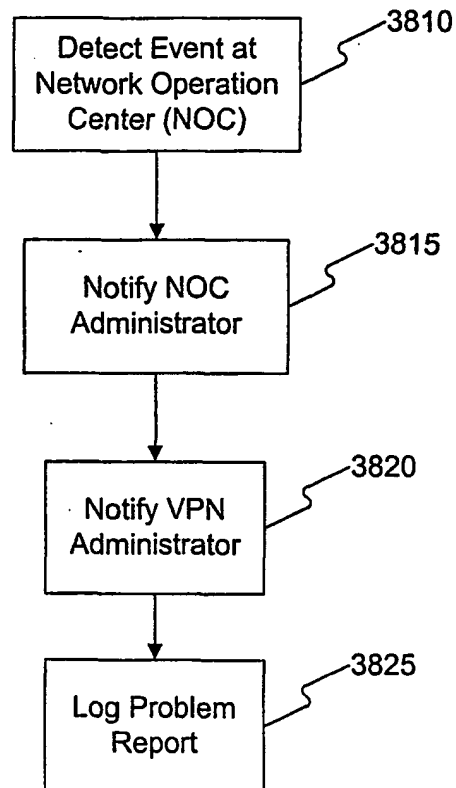 3810
Detect Event at
Network Operation
Center (NOC)
3815
Notify NOC
Administrator
3820
Notify VPN
Administrator
3825
Log Problem
Report